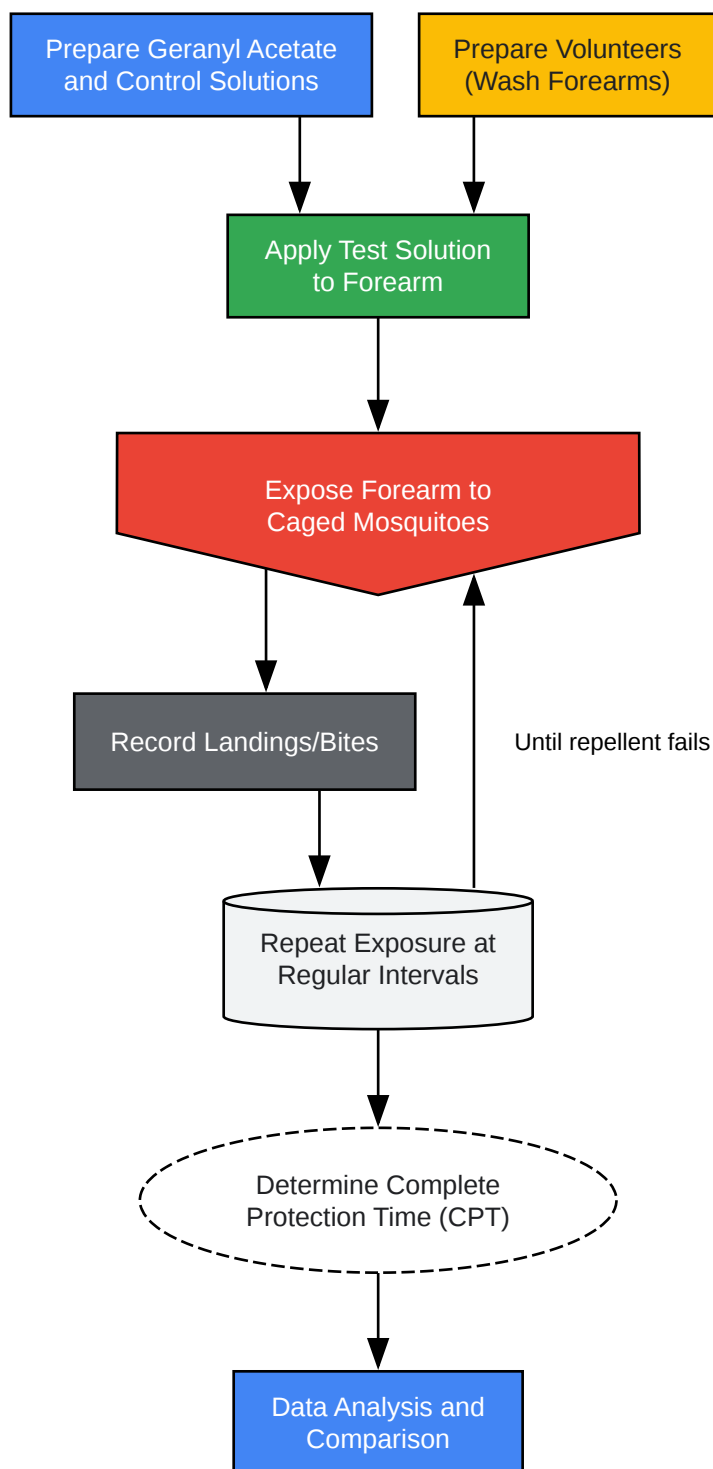 Prepare Geranyl Acetate
and Control Solutions
Prepare Volunteers
(Wash Forearms)
Apply Test Solution
to Forearm
Expose Forearm to
Caged Mosquitoes
Record Landings/Bites
Until repellent fails
Repeat Exposure at
Regular Intervals
Determine Complete
Protection Time (CPT)
Data Analysis and
Comparison